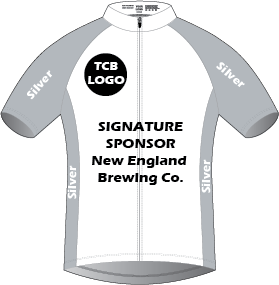 TCB
LOGO
Silver
Silver
SIGNATURE
SPONSOR
New England
Brewing Co.
Silver
Silver